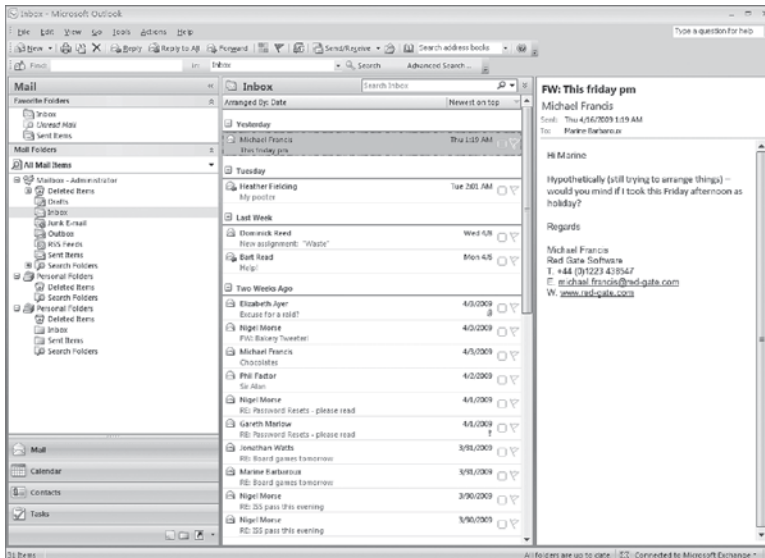 Inbox - Microsoft Outlook
File Edit View Go Tools Actions Help
Type a question for help
New Reply Reply to All Forward Send/Receive Search address books
Find: In: Inbox Search Advanced Search...
Mail
Favorite Folders
Inbox
Unread Mail
Sent Items
Mail Folders
All Mail Items
Mailbox - Administrator
Deleted Items
Drafts
Inbox
Junk E-mail
Outbox
RSS Feeds
Sent Items
Search Folders
Personal Folders
Deleted Items
Search Folders
Personal Folders
Deleted Items
Inbox
Sent Items
Search Folders
Mail
Calendar
Contacts
Tasks
Inbox
Search Inbox
Arranged By: Date Newest on top
Yesterday
Michael Francis Thu 1:19 AM
This friday pm
Tuesday
Heather Fielding Tue 2:01 AM
My poster
Last Week
Dominick Reed Wed 4/8
New assignment: "Waste"
Bart Read Mon 4/6
Help!
Two Weeks Ago
Elizabeth Ayer 4/3/2009
Excuse for a raid?
Nigel Morse 4/3/2009
FW: Bakery Tweeter!
Michael Francis 4/3/2009
Chocolates
Phil Factor 4/2/2009
Sir Alan
Nigel Morse 4/1/2009
RE: Password Resets - please read
Gareth Marlow 4/1/2009
RE: Password Resets - please read
Jonathan Watts 3/31/2009
RE: Board games tomorrow
Marine Barbaroux 3/31/2009
RE: Board games tomorrow
Nigel Morse 3/30/2009
RE: ISS pass this evening
Nigel Morse 3/30/2009
RE: ISS pass this evening
FW: This friday pm
Michael Francis
Sent: Thu 4/16/2009 1:19 AM
To: Marine Barbaroux
Hi Marine
Hypothetically (still trying to arrange things) –
would you mind if I took this Friday afternoon as
holiday?
Regards
Michael Francis
Red Gate Software
T. +44 (0)1223 438547
E. michael.francis@red-gate.com
W. www.red-gate.com
Items
All folders are up to date. Connected to Microsoft Exchange